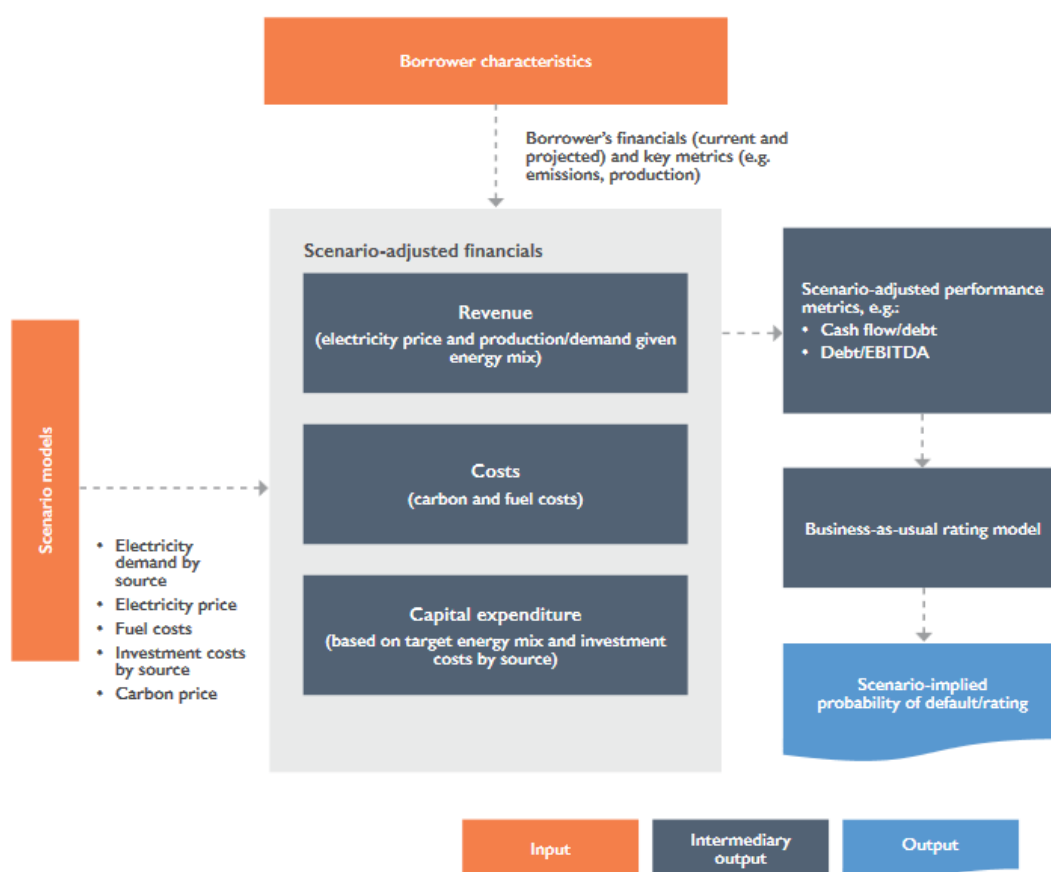 Borrower characteristics
Borrower's financials (current and
projected) and key metrics (e.g.
emissions, production)
Scenario-adjusted financials
Revenue
(electricity price and production/demand given
energy mix)
Costs
(carbon and fuel costs)
Capital expenditure
(based on target energy mix and investment
costs by source)
Scenario models
• Electricity
demand by
source
• Electricity price
• Fuel costs
• Investment costs
by source
• Carbon price
Scenario-adjusted performance
metrics, e.g.:
• Cash flow/debt
• Debt/EBITDA
Business-as-usual rating model
Scenario-implied
probability of default/rating
Input
Intermediary
output
Output